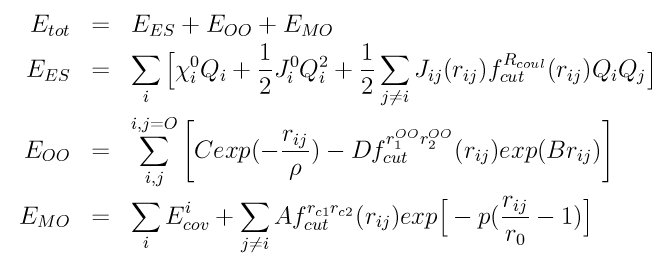 E_{tot} = E_{ES} + E_{OO} + E_{MO}
E_{ES} = \sum_{i} \Big[ \chi_i^0 Q_i + \frac{1}{2} J_i^0 Q_i^2 + \frac{1}{2} \sum_{j \neq i} J_{ij}(r_{ij}) f_{cut}^{R_{coul}}(r_{ij}) Q_i Q_j \Big]
E_{OO} = \sum_{i,j}^{i,j=O} \Big[ C exp(-\frac{r_{ij}}{\rho}) - D f_{cut}^{r_1^{OO} r_2^{OO}}(r_{ij}) exp(B r_{ij}) \Big]
E_{MO} = \sum_{i} E_{cov}^{i} + \sum_{j \neq i} A f_{cut}^{r_{c1} r_{c2}}(r_{ij}) exp \Big[ - p(\frac{r_{ij}}{r_0} - 1) \Big]